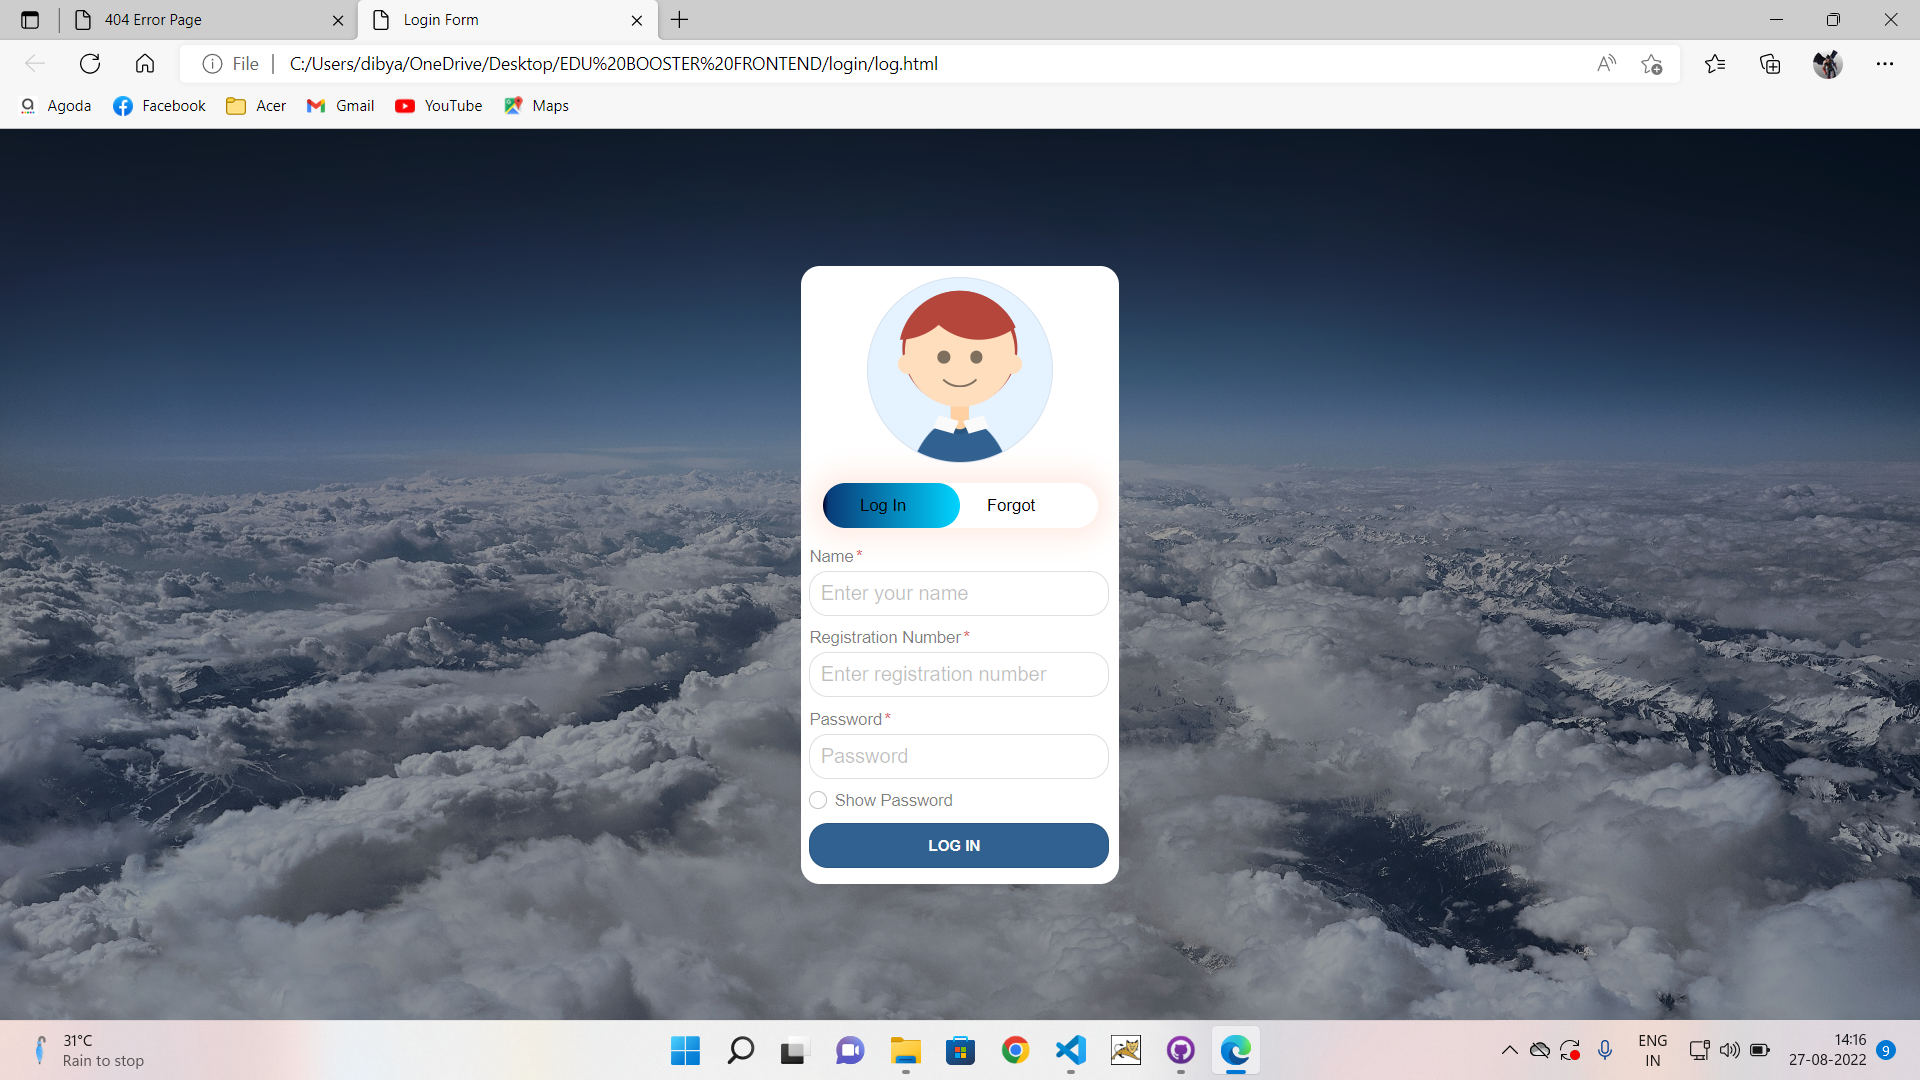 404 Error Page
Login Form
File
C:/Users/dibya/OneDrive/Desktop/EDU%20BOOSTER%20FRONTEND/login/log.html
Agoda
Facebook
Acer
Gmail
YouTube
Maps
Log In
Forgot
Name*
Enter your name
Registration Number*
Enter registration number
Password*
Password
Show Password
LOG IN
31°C
Rain to stop
ENG
IN
14:16
27-08-2022
9